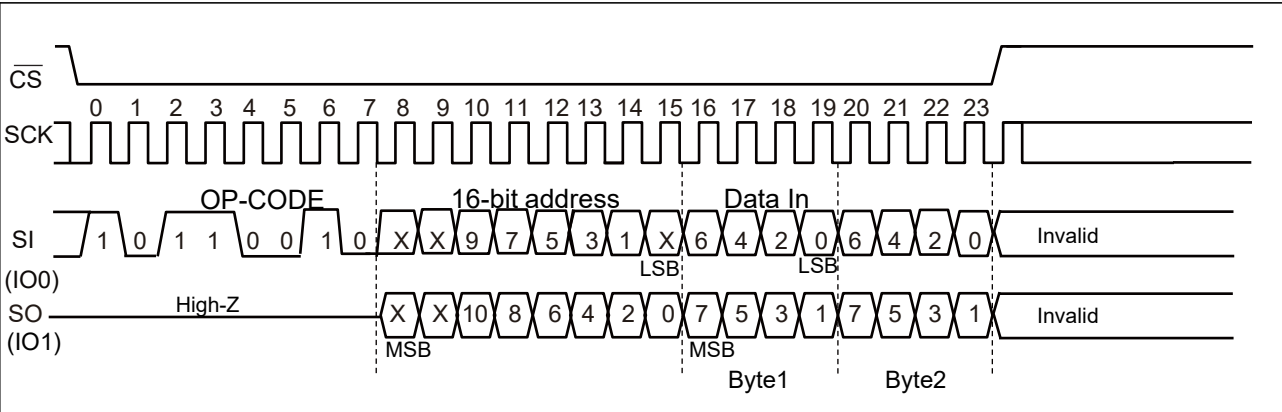 CS
0 1 2 3 4 5 6 7 8 9 10 11 12 13 14 15 16 17 18 19 20 21 22 23
SCK
OP-CODE 16-bit address Data In
SI 1 0 1 1 0 0 1 0 X X 9 7 5 3 1 X 6 4 2 0 6 4 2 0 Invalid
(IO0) LSB LSB
SO High-Z X X 10 8 6 4 2 0 7 5 3 1 7 5 3 1 Invalid
(IO1) MSB MSB
Byte1 Byte2